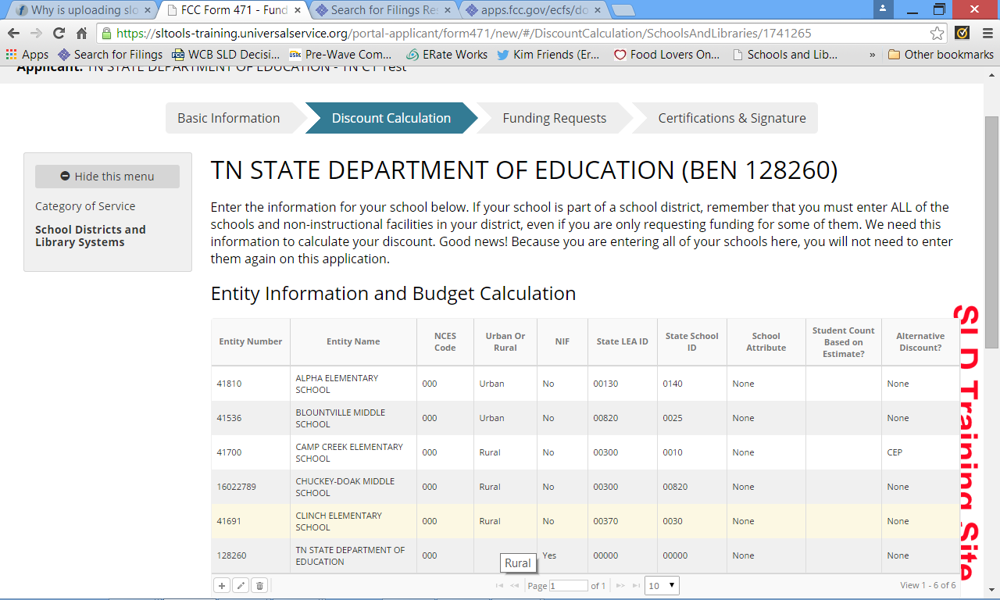 Why is uploading slo
FCC Form 471 - Fund
Search for Filings Res
apps.fcc.gov/ecfs/do
https://sltools-training.universalservice.org/portal-applicant/form471/new/#/DiscountCalculation/SchoolsAndLibraries/1741265
Apps Search for Filings WCB SLD Decisi... Pre-Wave Com... ERate Works Kim Friends (Er... Food Lovers On... Schools and Lib... » Other bookmarks
Applicant: TN STATE DEPARTMENT OF EDUCATION - TN CT Test
Basic Information Discount Calculation Funding Requests Certifications & Signature
Hide this menu
Category of Service
School Districts and
Library Systems
TN STATE DEPARTMENT OF EDUCATION (BEN 128260)
Enter the information for your school below. If your school is part of a school district, remember that you must enter ALL of the
schools and non-instructional facilities in your district, even if you are only requesting funding for some of them. We need this
information to calculate your discount. Good news! Because you are entering all of your schools here, you will not need to enter
them again on this application.
Entity Information and Budget Calculation
Entity Number
Entity Name
NCES
Code
Urban Or
Rural
NIF
State LEA ID
State School
ID
School
Attribute
Student Count
Based on
Estimate?
Alternative
Discount?
41810
ALPHA ELEMENTARY
SCHOOL
000 Urban No 00130 0140 None None
41536
BLOUNTVILLE MIDDLE
SCHOOL
000 Urban No 00820 0025 None None
41700
CAMP CREEK ELEMENTARY
SCHOOL
000 Rural No 00300 0010 None CEP
16022789
CHUCKEY-DOAK MIDDLE
SCHOOL
000 Rural No 00300 00820 None None
41691
CLINCH ELEMENTARY
SCHOOL
000 Rural No 00370 0030 None None
128260
TN STATE DEPARTMENT OF
EDUCATION
000 Yes 00000 00000 None None
Rural
Page 1 of 1 10 View 1 - 6 of 6
SLD Training Site